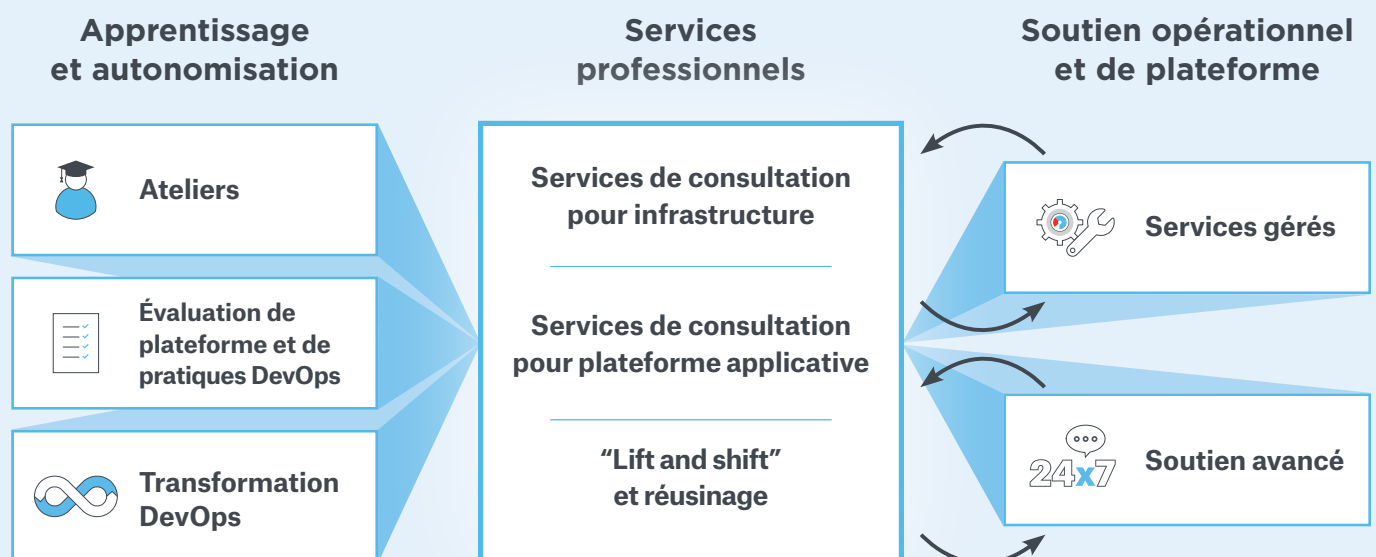 Apprentissage
et autonomisation
Ateliers
Évaluation de
plateforme et de
pratiques DevOps
Transformation
DevOps
Services
professionnels
Services de consultation
pour infrastructure
Services de consultation
pour plateforme applicative
“Lift and shift”
et réusinage
Soutien opérationnel
et de plateforme
Services gérés
24x7
Soutien avancé